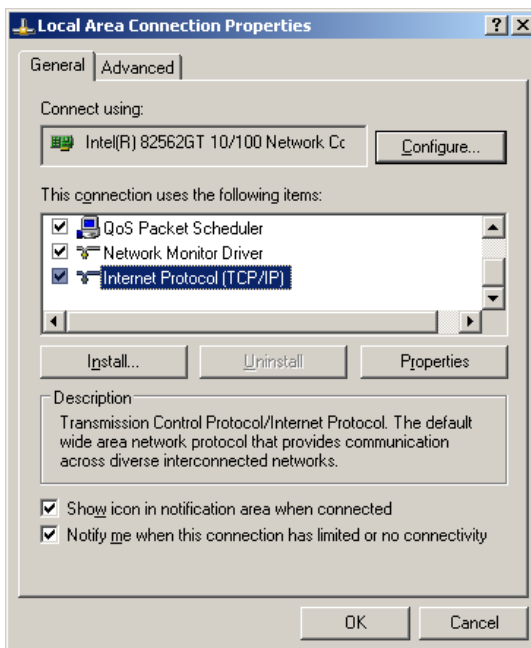 Local Area Connection Properties
General
Advanced
Connect using:
Intel(R) 82562GT 10/100 Network Cc
Configure...
This connection uses the following items:
QoS Packet Scheduler
Network Monitor Driver
Internet Protocol (TCP/IP)
Install...
Uninstall
Properties
Description
Transmission Control Protocol/Internet Protocol. The default
wide area network protocol that provides communication
across diverse interconnected networks.
Show icon in notification area when connected
Notify me when this connection has limited or no connectivity
OK
Cancel